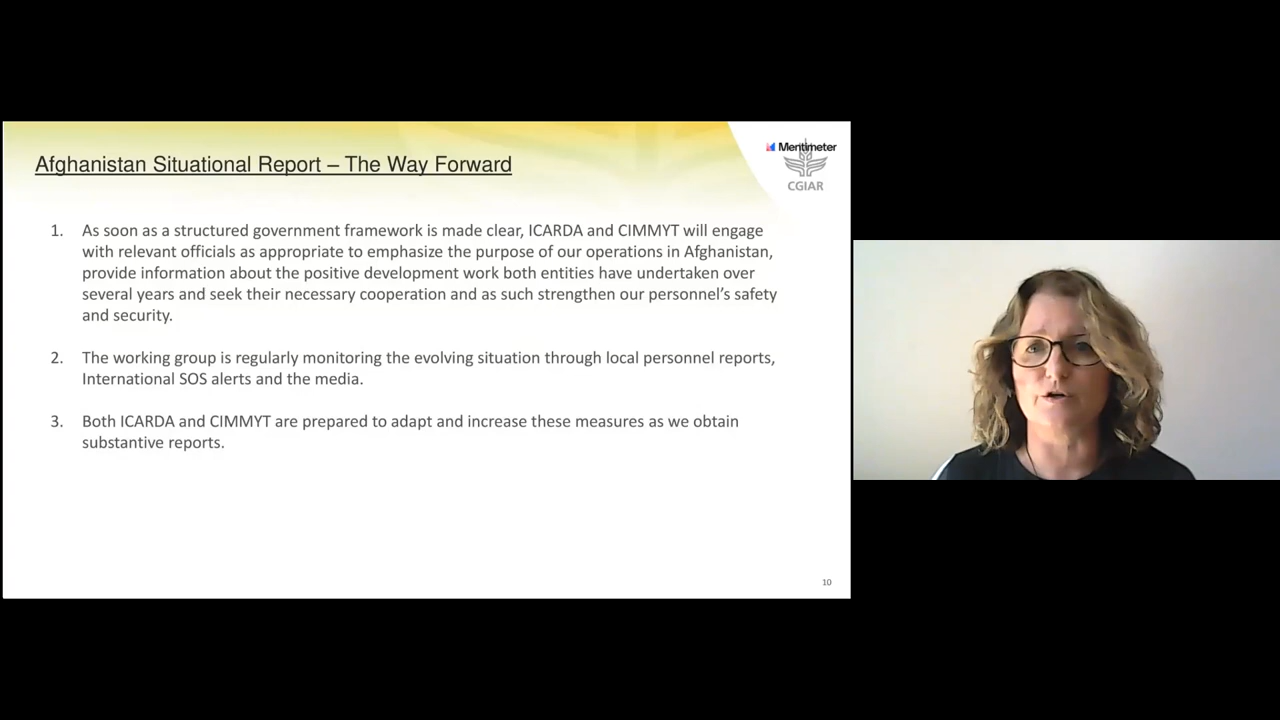 Afghanistan Situational Report – The Way Forward
Mentimeter
CGIAR
1. As soon as a structured government framework is made clear, ICARDA and CIMMYT will engage
with relevant officials as appropriate to emphasize the purpose of our operations in Afghanistan,
provide information about the positive development work both entities have undertaken over
several years and seek their necessary cooperation and as such strengthen our personnel’s safety
and security.
2. The working group is regularly monitoring the evolving situation through local personnel reports,
International SOS alerts and the media.
3. Both ICARDA and CIMMYT are prepared to adapt and increase these measures as we obtain
substantive reports.
10